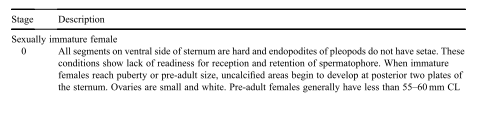 Stage Description
Sexually immature female
0 All segments on ventral side of sternum are hard and endopodites of pleopods do not have setae. These
conditions show lack of readiness for reception and retention of spermatophore. When immature
females reach puberty or pre-adult size, uncalcified areas begin to develop at posterior two plates of
the sternum. Ovaries are small and white. Pre-adult females generally have less than 55–60 mm CL